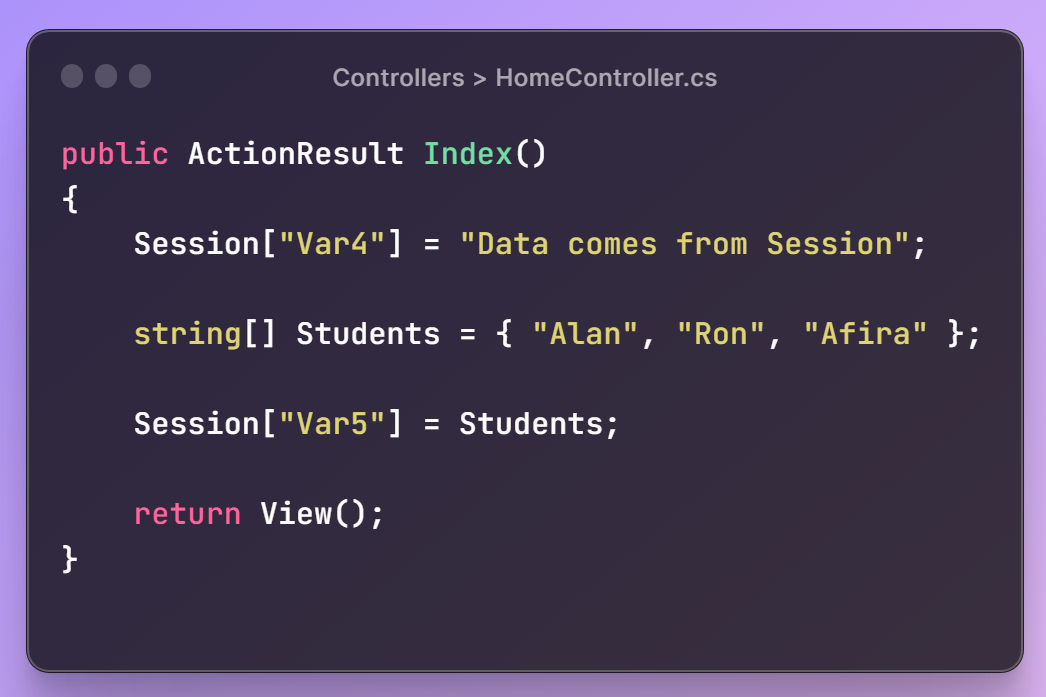 Controllers > HomeController.cs
public ActionResult Index()
{
    Session["Var4"] = "Data comes from Session";
    string[] Students = { "Alan", "Ron", "Afira" };
    Session["Var5"] = Students;
    return View();
}